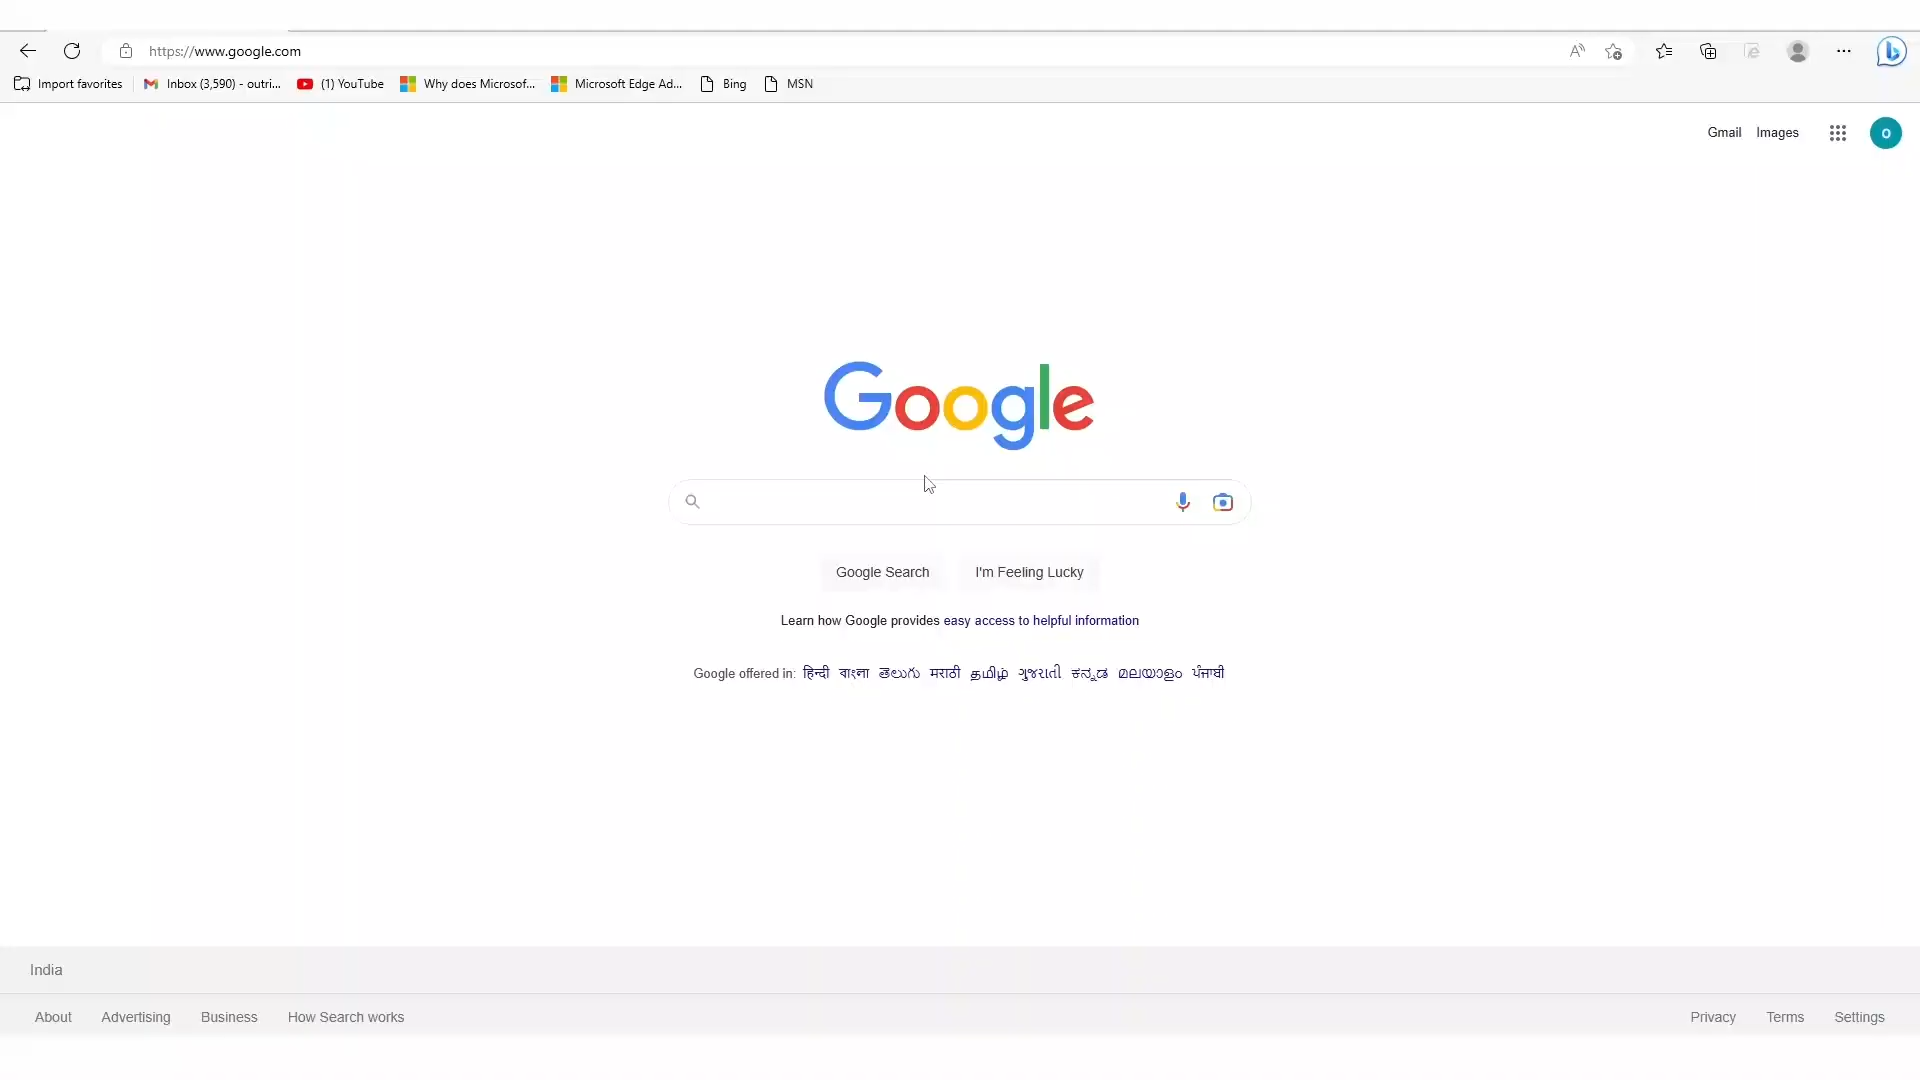 https://www.google.com
Import favorites Inbox (3,590) - outri... (1) YouTube Why does Microsof... Microsoft Edge Ad... Bing MSN
Gmail Images O
Google
Google Search I'm Feeling Lucky
Learn how Google provides easy access to helpful information
Google offered in: हिन्दी বাংলা తెలుగు मराठी தமிழ் ગુજરાતી ಕನ್ನಡ മലയാളം ਪੰਜਾਬੀ
India
About Advertising Business How Search works Privacy Terms Settings